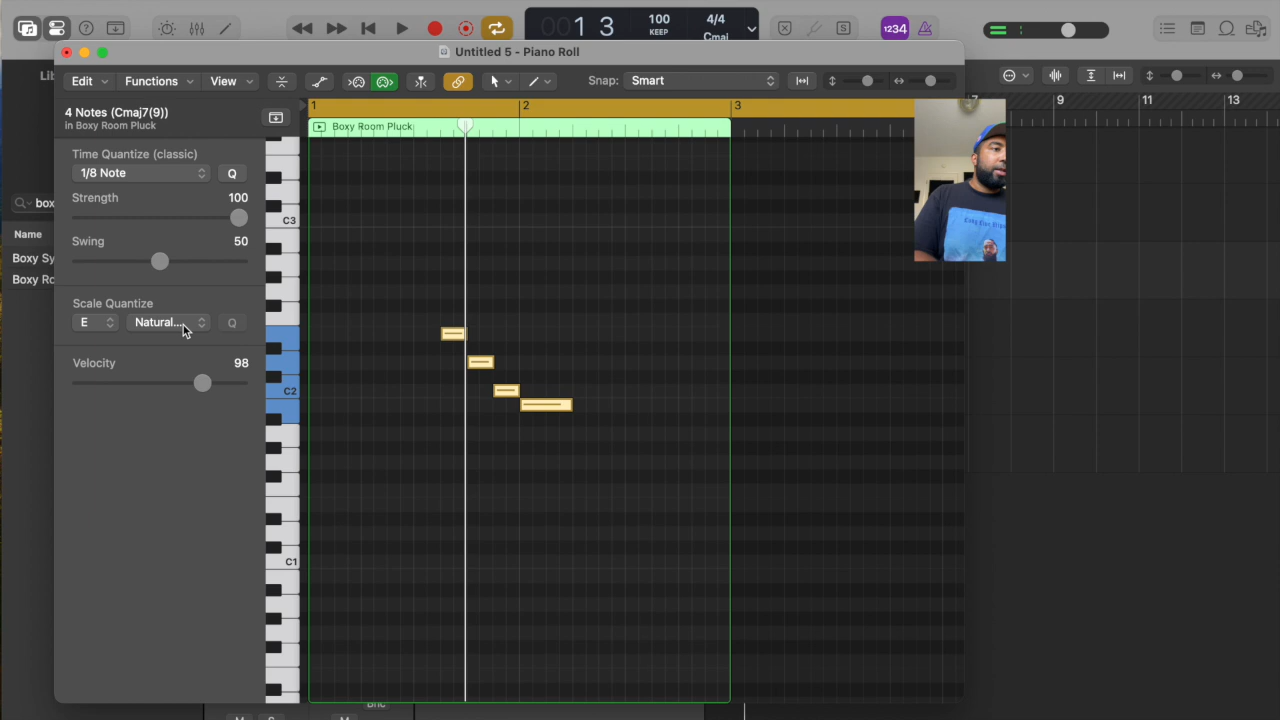 1 3
100
KEEP
4/4
Cmaj
1234
Untitled 5 - Piano Roll
Lib
Edit
Functions
View
Snap:
Smart
4 Notes (Cmaj7(9))
in Boxy Room Pluck
1
2
3
7
9
11
13
Boxy Room Pluck
Time Quantize (classic)
1/8 Note
Q
Strength
100
box
Name
Swing
50
Boxy Sy
Boxy Ro
Scale Quantize
E
Natural...
Q
Velocity
98
C3
C2
C1
M
S
M